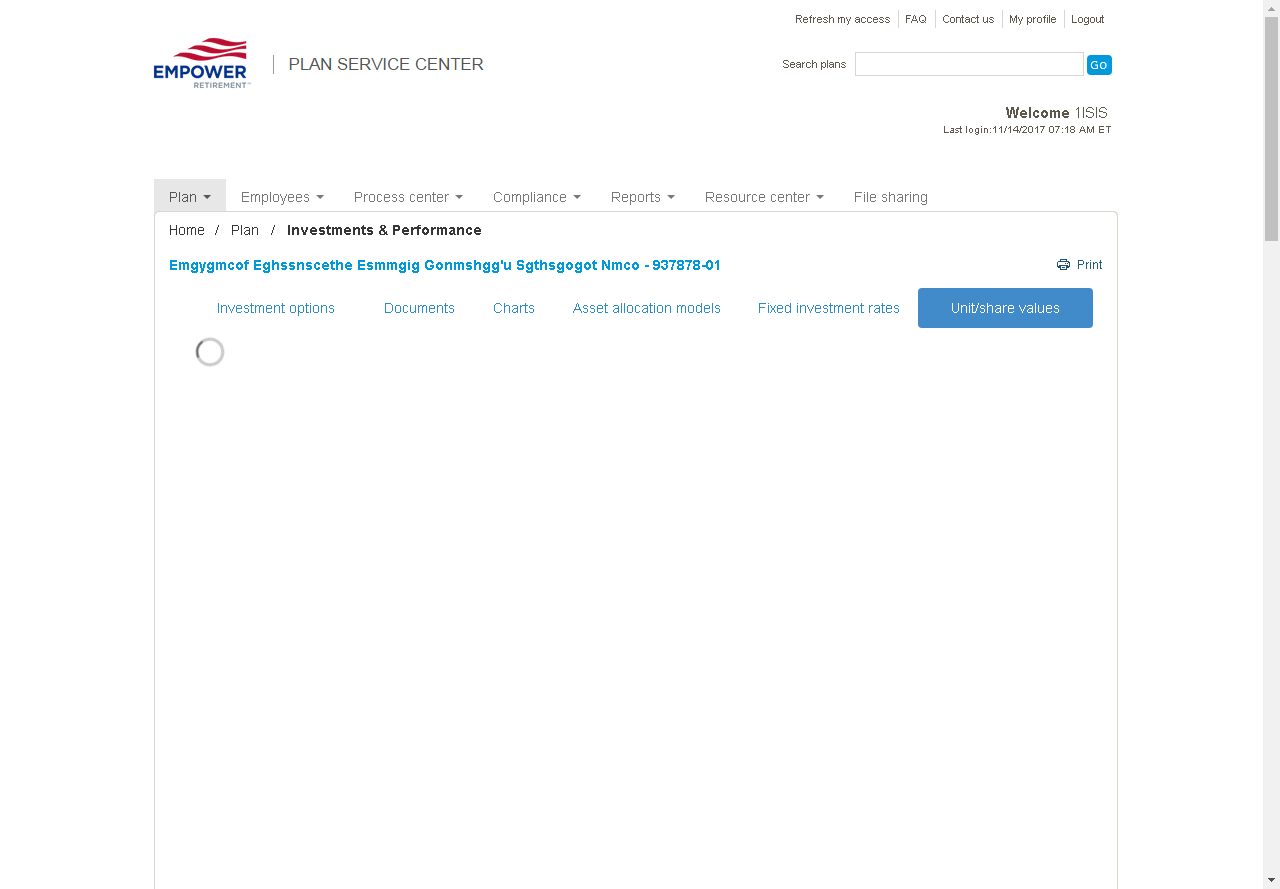 Refresh my access FAQ Contact us My profile Logout
EMPOWER
RETIREMENT™
PLAN SERVICE CENTER
Search plans Go
Welcome 1ISIS
Last login:11/14/2017 07:18 AM ET
Plan Employees Process center Compliance Reports Resource center File sharing
Home / Plan / Investments & Performance
Emgygmcof Eghssnscethe Esmmgig Gonmshgg'u Sgthsgogot Nmco - 937878-01
Print
Investment options Documents Charts Asset allocation models Fixed investment rates Unit/share values